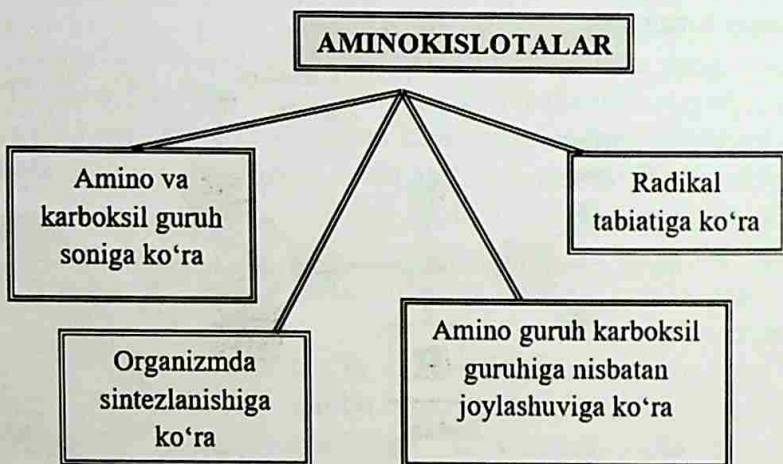 AMINOKISLOTALAR
Amino va
karboksil guruh
soniga ko‘ra
Radikal
tabiatiga ko‘ra
Organizmda
sintezlanishiga
ko‘ra
Amino guruh karboksil
guruhiga nisbatan
joylashuviga ko‘ra